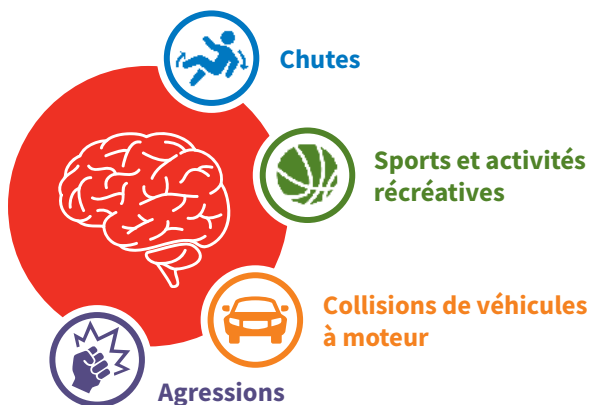 Chutes
Sports et activités
récréatives
Collisions de véhicules
à moteur
Agressions